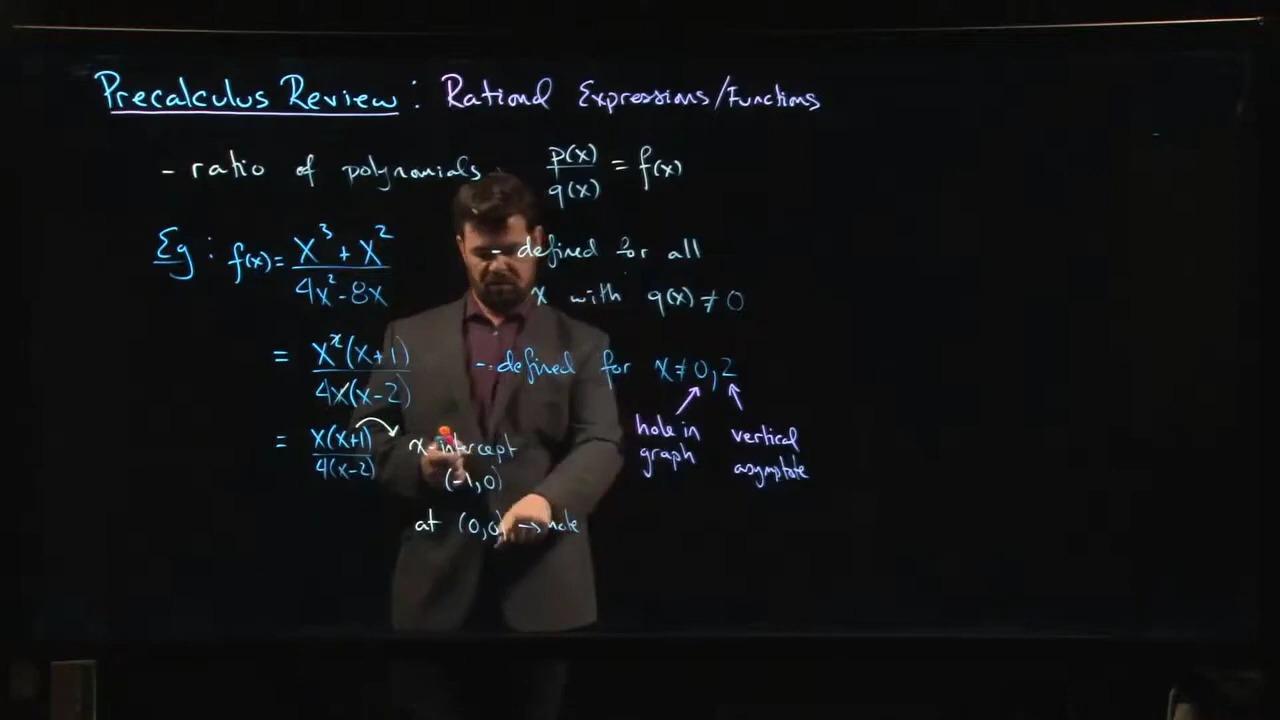 Precalculus Review: Rational Expressions/Functions
- ratio of polynomials - p(x)/q(x) = f(x)
Eg: f(x) = (x³ + x²)/(4x² - 8x) - defined for all
x with q(x) ≠ 0
= x²(x+1)/4x(x-2) - defined for x ≠ 0, 2
= x(x+1)/4(x-2) x-intercept
(-1,0)
at (0,0) → hole
hole in
graph
vertical
asymptote